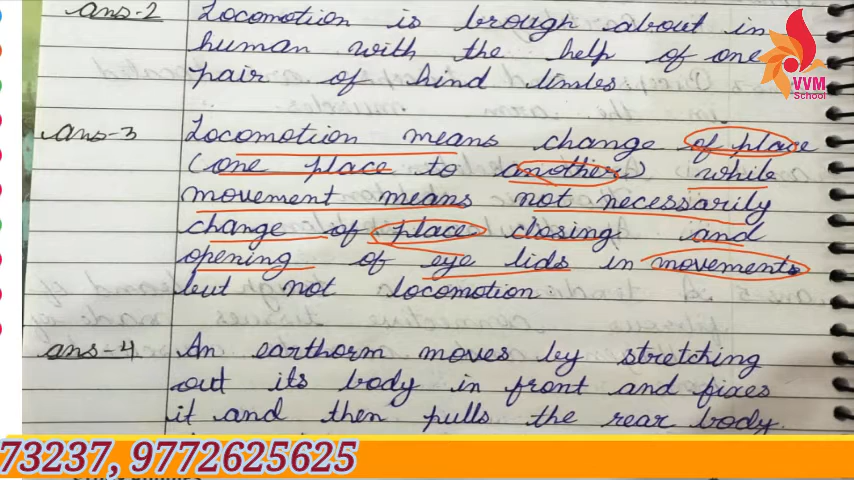 ans-2 Locomotion is brough about in
human with the help of one
pair of hind limbs
VVM
School
ans-3 Locomotion means change of place
(one place to another) while
movement means not necessarily
change of place closing and
opening of eye lids in movements
but not locomotion
ans-4 An earthorm moves by stretching
out its body in front and fixes
it and then pulls the rear body
73237, 9772625625